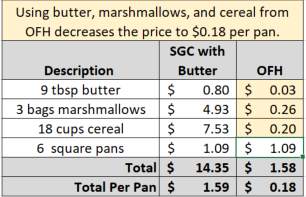 Using butter, marshmallows, and cereal from
OFH decreases the price to $0.18 per pan.
SGC with
Description Butter OFH
9 tbsp butter $ 0.80 $ 0.03
3 bags marshmallows $ 4.93 $ 0.26
18 cups cereal $ 7.53 $ 0.20
6 square pans $ 1.09 $ 1.09
Total $ 14.35 $ 1.58
Total Per Pan $ 1.59 $ 0.18